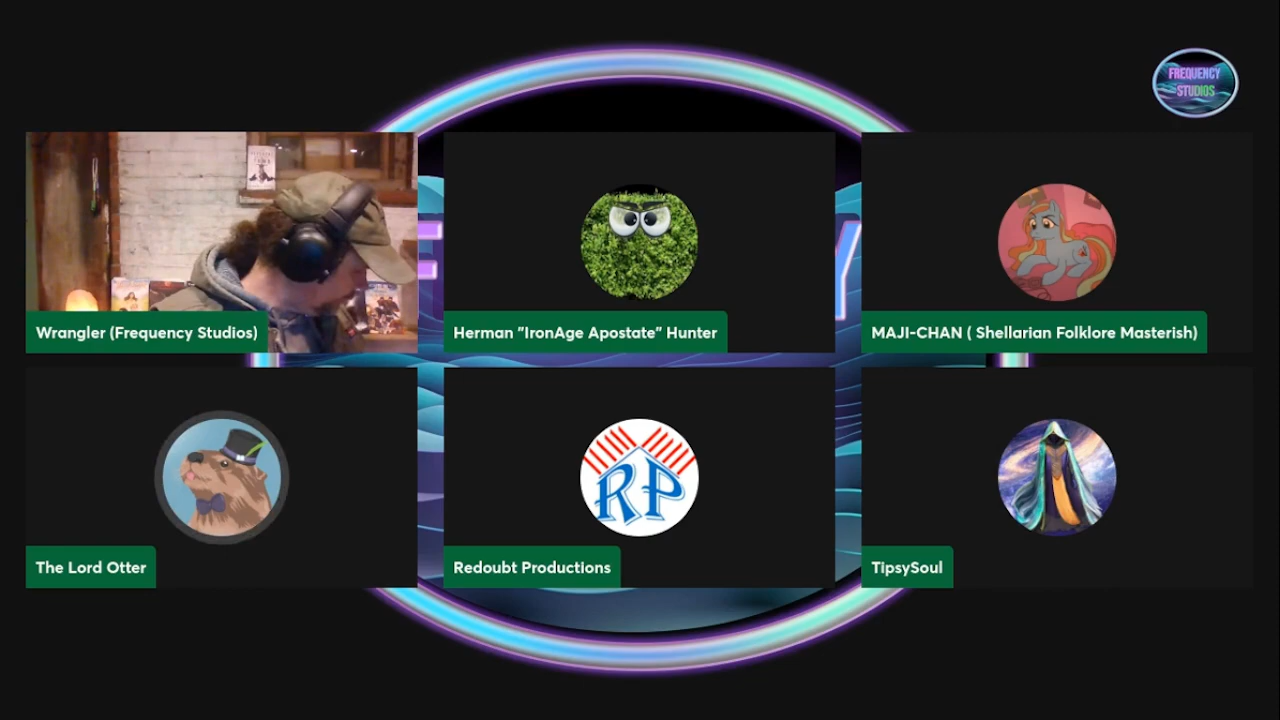 FREQUENCY
STUDIOS
Wrangler (Frequency Studios)
Herman "IronAge Apostate" Hunter
MAJI-CHAN ( Shellarian Folklore Masterish)
The Lord Otter
RP
Redoubt Productions
TipsySoul